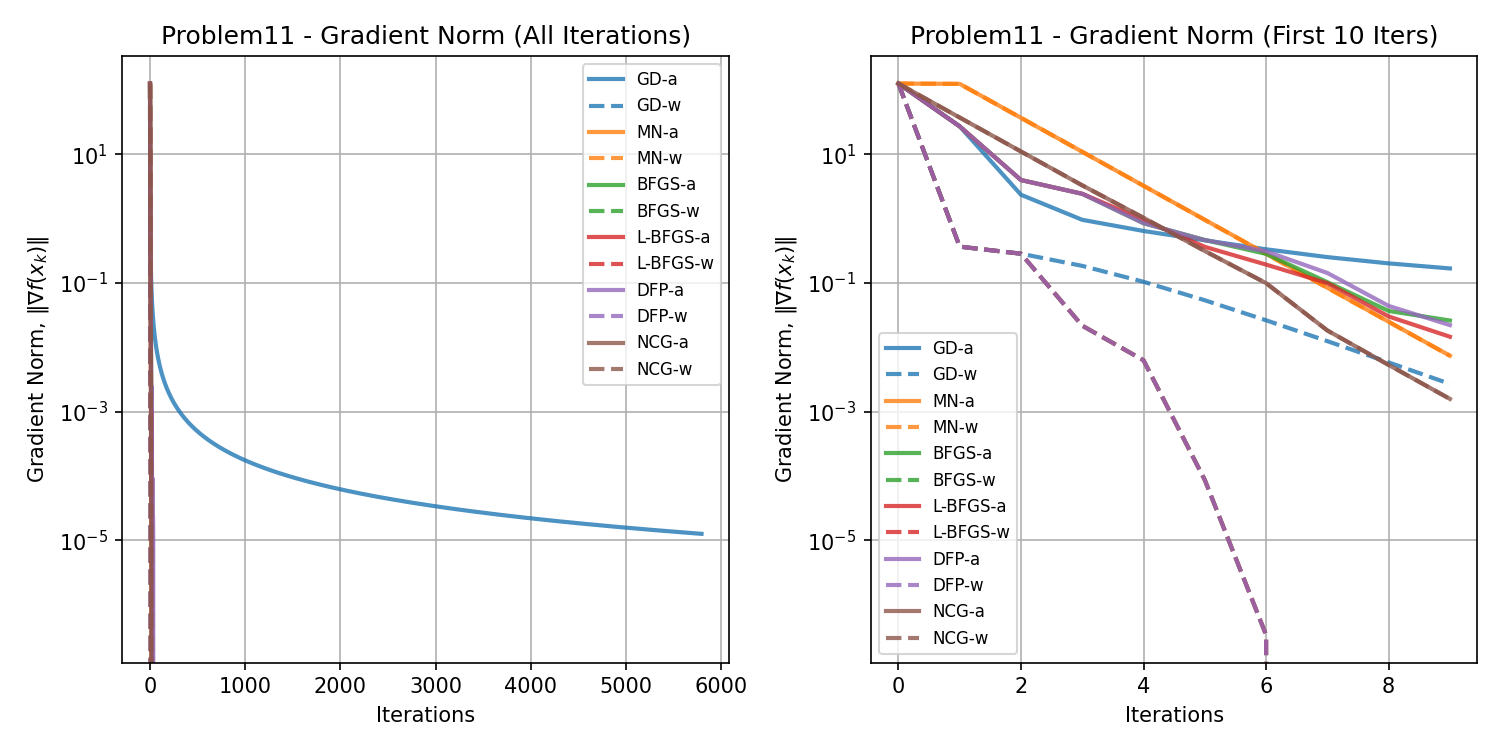 Problem11 - Gradient Norm (All Iterations)
Gradient Norm, ‖∇f(x_k)‖
10^1
10^−1
10^−3
10^−5
0 1000 2000 3000 4000 5000 6000
Iterations
GD-a
GD-w
MN-a
MN-w
BFGS-a
BFGS-w
L-BFGS-a
L-BFGS-w
DFP-a
DFP-w
NCG-a
NCG-w
Problem11 - Gradient Norm (First 10 Iters)
Gradient Norm, ‖∇f(x_k)‖
10^1
10^−1
10^−3
10^−5
0 2 4 6 8
Iterations
GD-a
GD-w
MN-a
MN-w
BFGS-a
BFGS-w
L-BFGS-a
L-BFGS-w
DFP-a
DFP-w
NCG-a
NCG-w